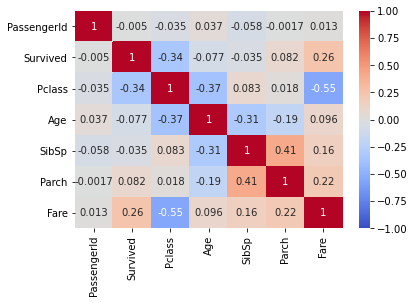 PassengerId 1 -0.005 -0.035 0.037 -0.058 -0.0017 0.013
Survived -0.005 1 -0.34 -0.077 -0.035 0.082 0.26
Pclass -0.035 -0.34 1 -0.37 0.083 0.018 -0.55
Age 0.037 -0.077 -0.37 1 -0.31 -0.19 0.096
SibSp -0.058 -0.035 0.083 -0.31 1 0.41 0.16
Parch -0.0017 0.082 0.018 -0.19 0.41 1 0.22
Fare 0.013 0.26 -0.55 0.096 0.16 0.22 1
PassengerId
Survived
Pclass
Age
SibSp
Parch
Fare
1.00
0.75
0.50
0.25
0.00
−0.25
−0.50
−0.75
−1.00